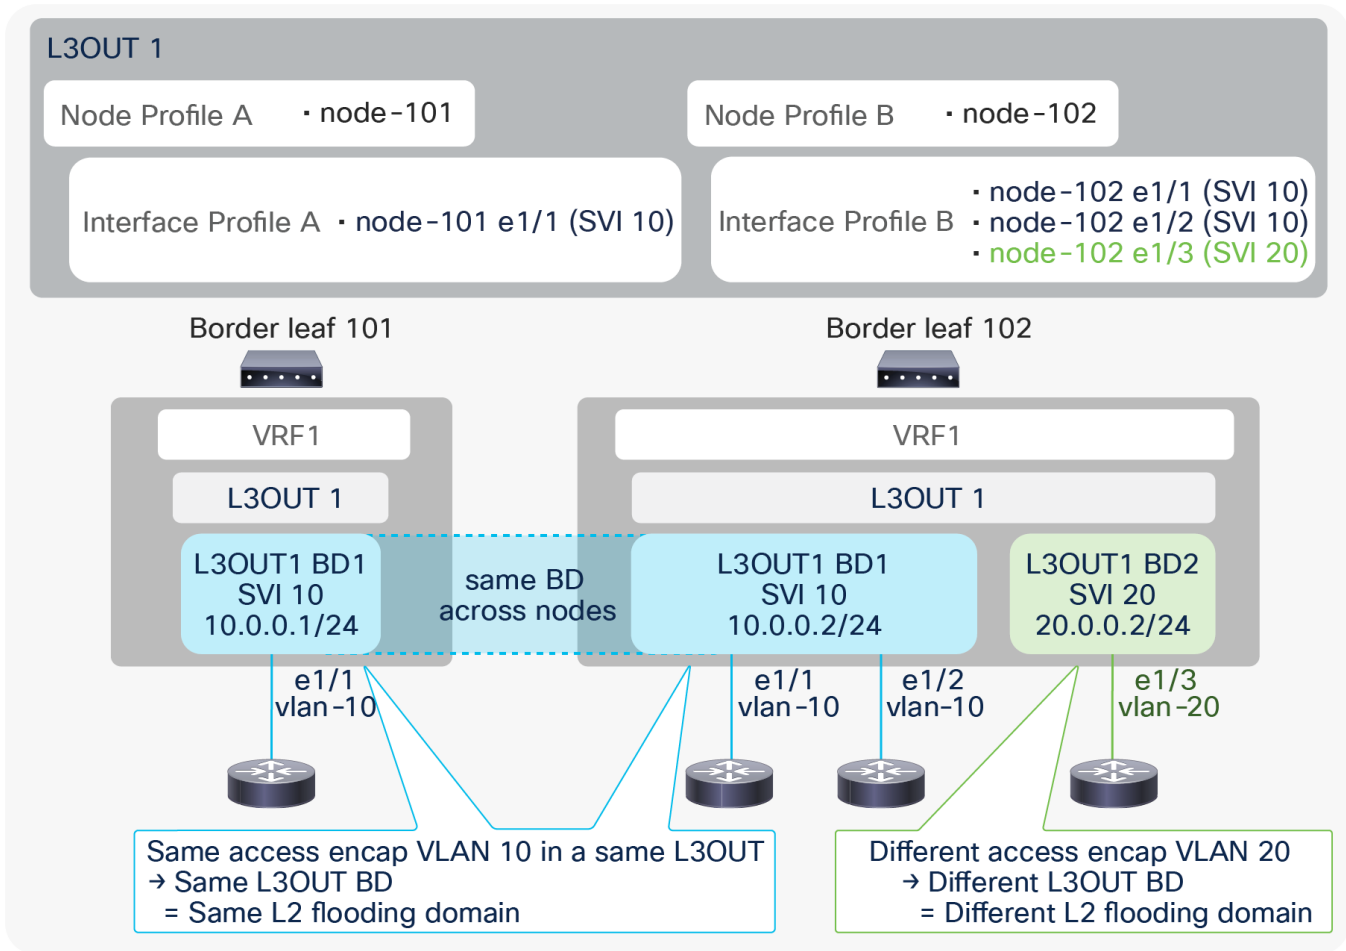 L3OUT 1
Node Profile A
· node-101
Node Profile B
· node-102
Interface Profile A
· node-101 e1/1 (SVI 10)
Interface Profile B
· node-102 e1/1 (SVI 10)
· node-102 e1/2 (SVI 10)
· node-102 e1/3 (SVI 20)
Border leaf 101
Border leaf 102
VRF1
L3OUT 1
L3OUT1 BD1
SVI 10
10.0.0.1/24
same BD
across nodes
VRF1
L3OUT 1
L3OUT1 BD1
SVI 10
10.0.0.2/24
L3OUT1 BD2
SVI 20
20.0.0.2/24
e1/1
vlan-10
e1/1
vlan-10
e1/2
vlan-10
e1/3
vlan-20
Same access encap VLAN 10 in a same L3OUT
→ Same L3OUT BD
= Same L2 flooding domain
Different access encap VLAN 20
→ Different L3OUT BD
= Different L2 flooding domain